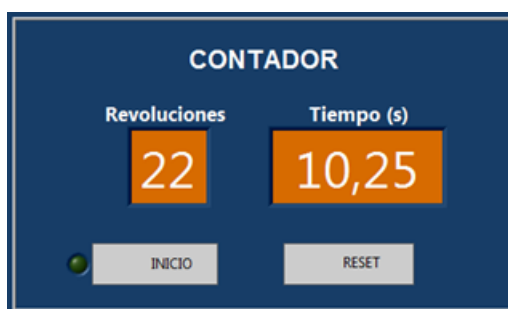 CONTADOR
Revoluciones Tiempo (s)
22 10,25
INICIO RESET